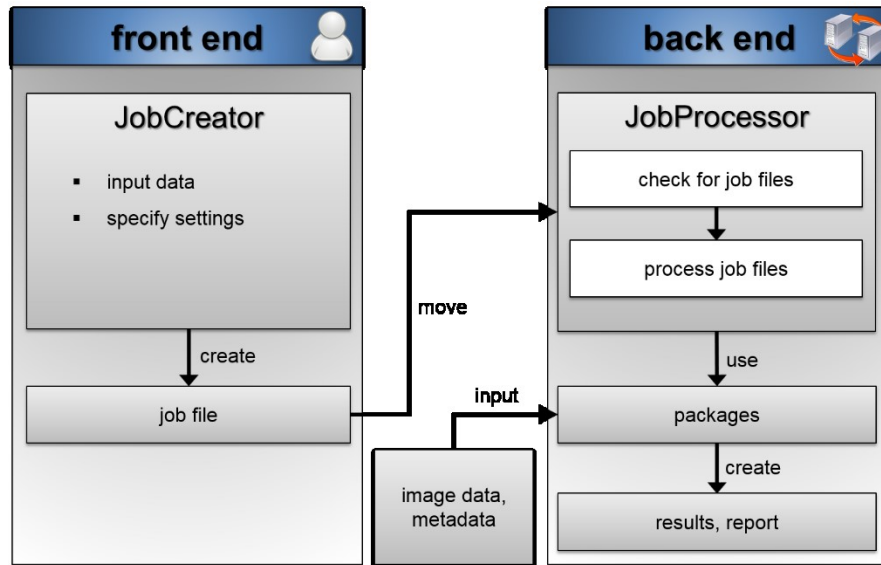 front end
JobCreator
▪ input data
▪ specify settings
create
job file
move
input
image data,
metadata
back end
JobProcessor
check for job files
process job files
use
packages
create
results, report